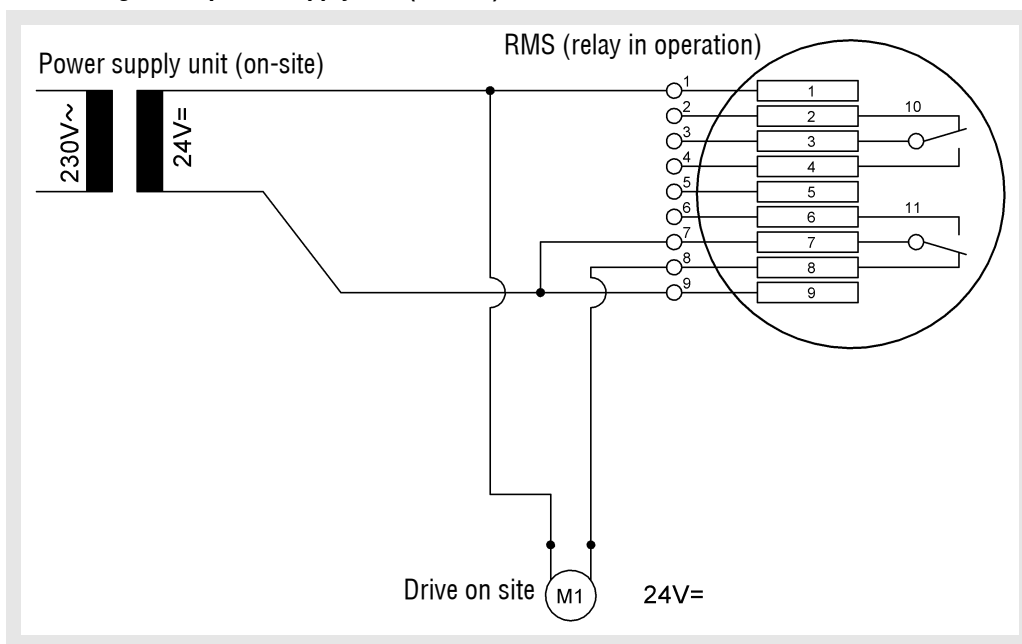 RMS (relay in operation)
Power supply unit (on-site)
230V~
24V=
1
2
3
4
5
6
7
8
9
1
2
3
4
5
6
7
8
9
10
11
Drive on site
M1
24V=